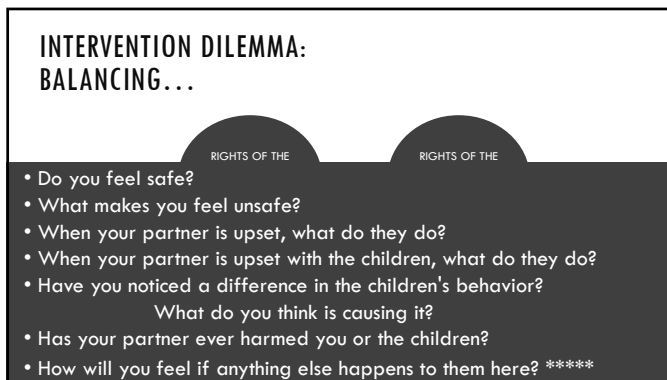 INTERVENTION DILEMMA:
BALANCING...
RIGHTS OF THE
RIGHTS OF THE
• Do you feel safe?
• What makes you feel unsafe?
• When your partner is upset, what do they do?
• When your partner is upset with the children, what do they do?
• Have you noticed a difference in the children's behavior?
What do you think is causing it?
• Has your partner ever harmed you or the children?
• How will you feel if anything else happens to them here? *****